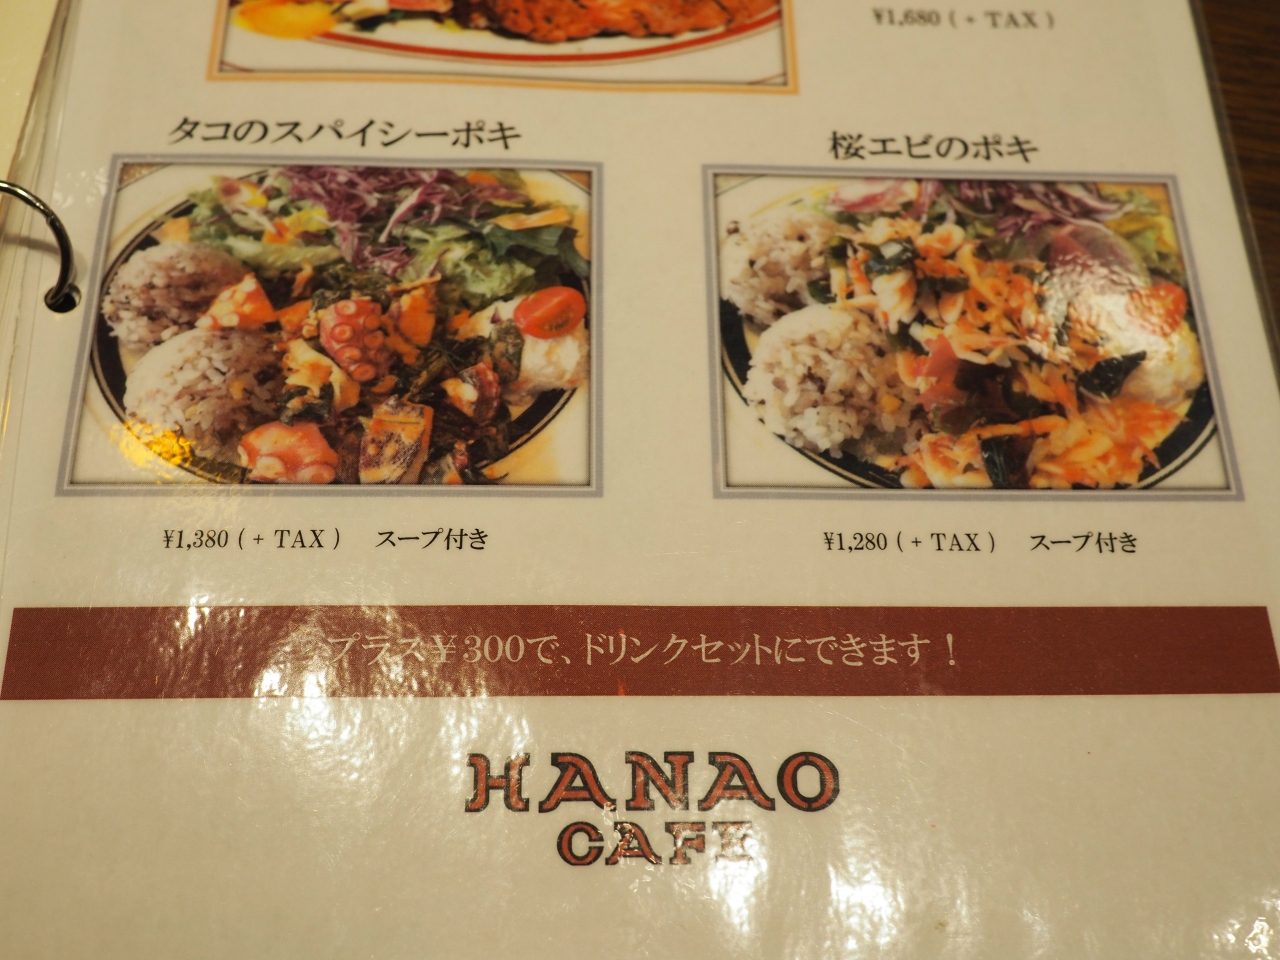 ¥1,680 ( + TAX )
タコのスパイシーポキ
桜エビのポキ
¥1,380 ( + TAX ) スープ付き
¥1,280 ( + TAX ) スープ付き
プラス¥300で、ドリンクセットにできます!
HANAO
CAFE